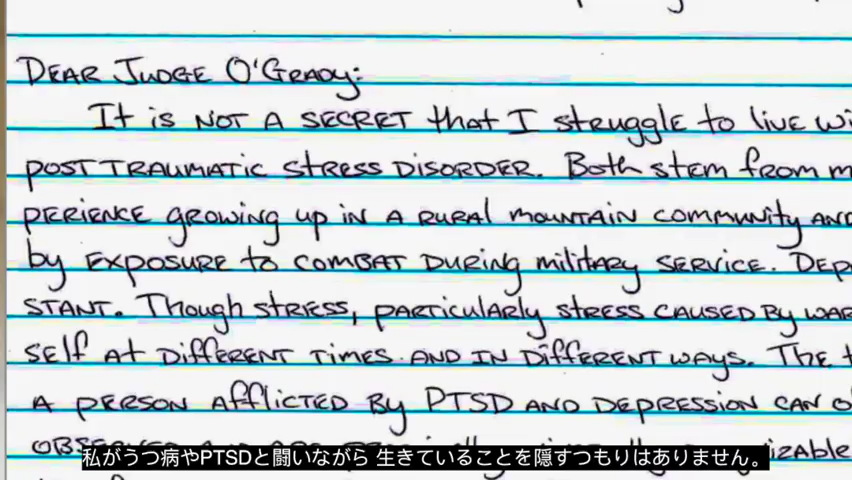 DEAR JUDGE O'GRADY:
It is NOT A SECRET that I struggle to live wi
POST TRAUMATIC STRESS DISORDER. Both stem from m
PERIENCE growing up IN A RURAL MOUNTAIN COMMUNITY AND
by EXPOSURE to COMBAT DURING military SERVICE. DEP
STANT. Though STRESS, PARTICULARLY STRESS CAUSED BY WAR
SELF AT DIFFERENT TIMES AND IN DIFFERENT WAYS. THE t
A PERSON AFFLICTED BY PTSD AND DEPRESSION CAN O
私がうつ病やPTSDと闘いながら 生きていることを隠すつもりはありません。